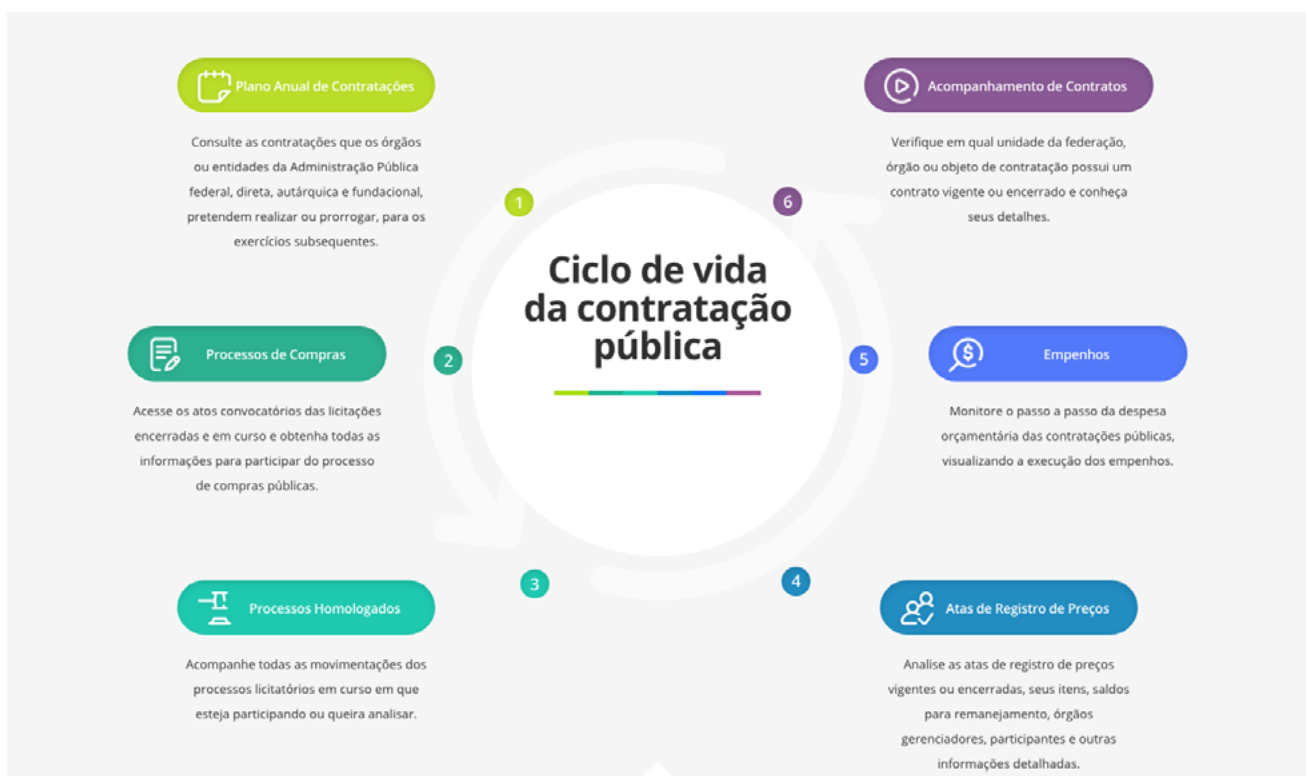 Ciclo de vida
da contratação
pública
1
Plano Anual de Contratações
Consulte as contratações que os órgãos
ou entidades da Administração Pública
federal, direta, autárquica e fundacional,
pretendem realizar ou prorrogar, para os
exercícios subsequentes.
2
Processos de Compras
Acesse os atos convocatórios das licitações
encerradas e em curso e obtenha todas as
informações para participar do processo
de compras públicas.
3
Processos Homologados
Acompanhe todas as movimentações dos
processos licitatórios em curso em que
esteja participando ou queira analisar.
4
Atas de Registro de Preços
Analise as atas de registro de preços
vigentes ou encerradas, seus itens, saldos
para remanejamento, órgãos
gerenciadores, participantes e outras
informações detalhadas.
5
Empenhos
Monitore o passo a passo da despesa
orçamentária das contratações públicas,
visualizando a execução dos empenhos.
6
Acompanhamento de Contratos
Verifique em qual unidade da federação,
órgão ou objeto de contratação possui um
contrato vigente ou encerrado e conheça
seus detalhes.